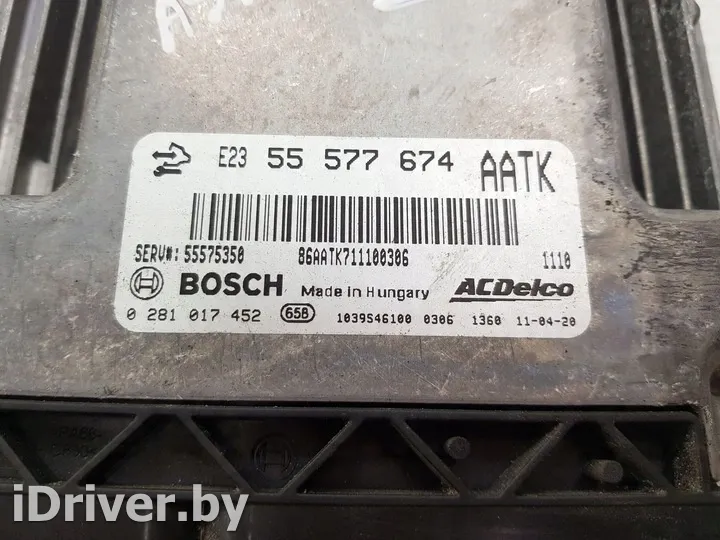 E23 55 577 674 AATK
SERV#: 55575350 86AATK711100306 1110
BOSCH Made in Hungary ACDelco
0 281 017 452 658 1039S46100 0306 1360 11-04-20
iDriver.by